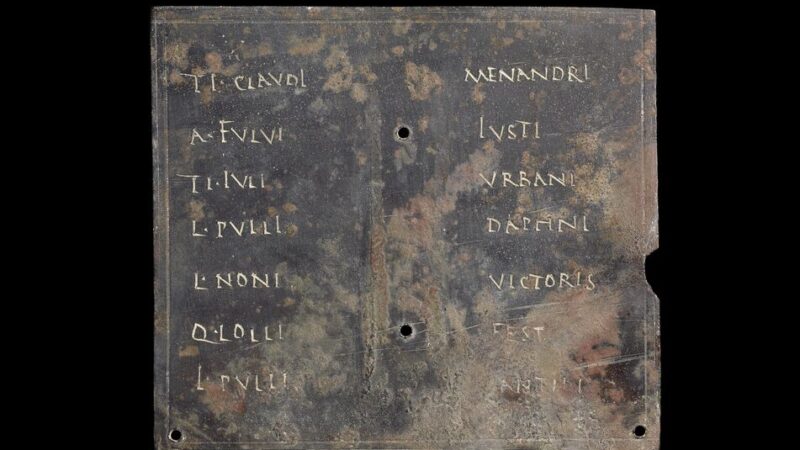 TI · CLAVDI MENANDRI
A · FVLVI IVSTI
TI · IVLI VRBANI
L · PVLLI DAPHNI
L · NONI VICTORIS
Q · LOLLI FEST
L · PVLLI